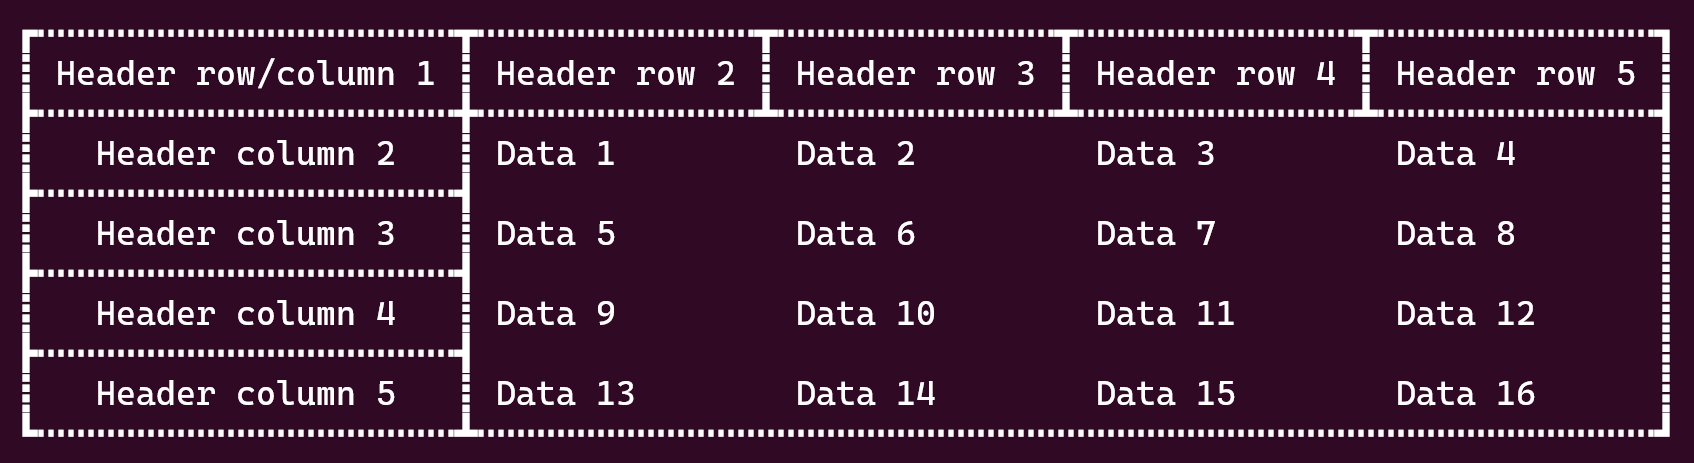 Header row/column 1 Header row 2 Header row 3 Header row 4 Header row 5
Header column 2 Data 1 Data 2 Data 3 Data 4
Header column 3 Data 5 Data 6 Data 7 Data 8
Header column 4 Data 9 Data 10 Data 11 Data 12
Header column 5 Data 13 Data 14 Data 15 Data 16